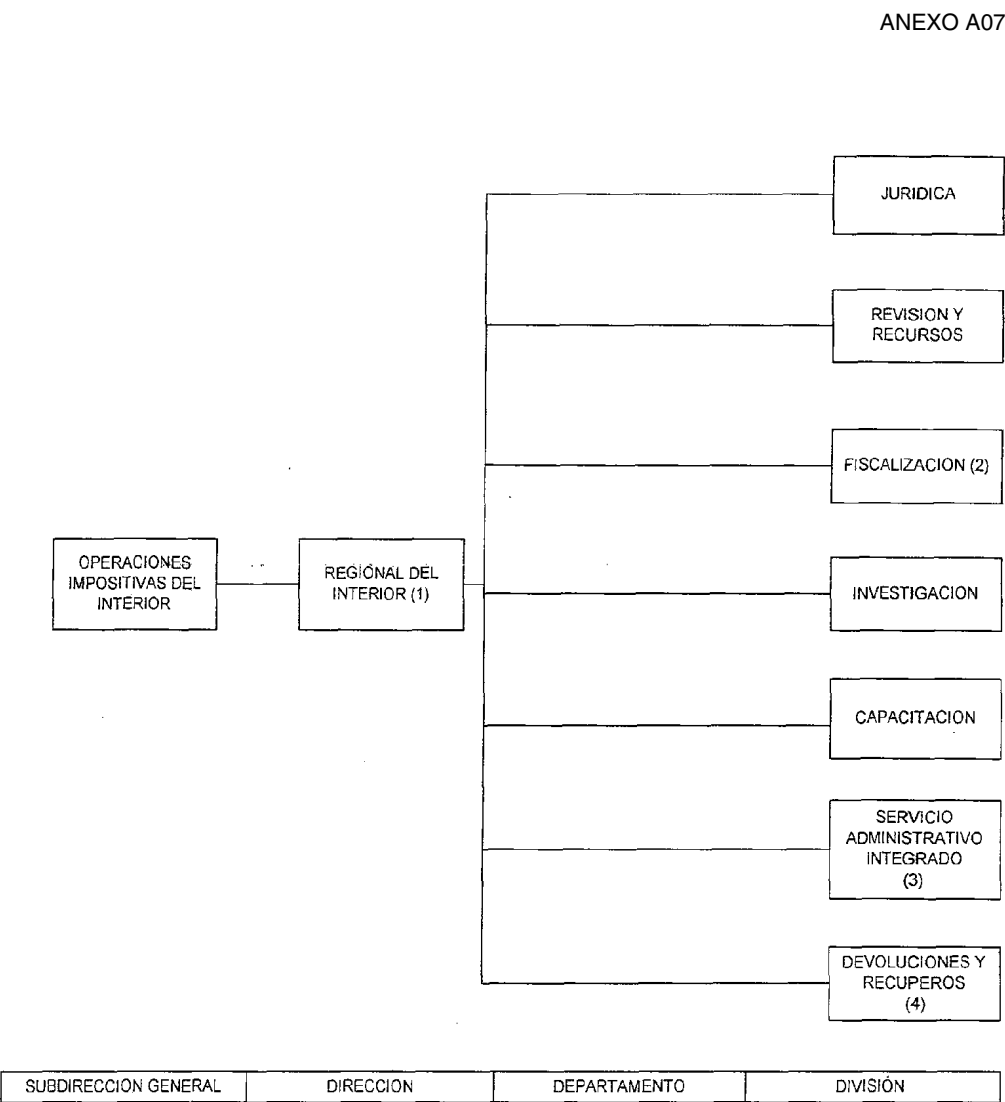 ANEXO A07
JURIDICA
REVISION Y
RECURSOS
FISCALIZACION (2)
OPERACIONES
IMPOSITIVAS DEL
INTERIOR
REGIONAL DEL
INTERIOR (1)
INVESTIGACION
CAPACITACION
SERVICIO
ADMINISTRATIVO
INTEGRADO
(3)
DEVOLUCIONES Y
RECUPEROS
(4)
SUBDIRECCION GENERAL
DIRECCION
DEPARTAMENTO
DIVISIÓN